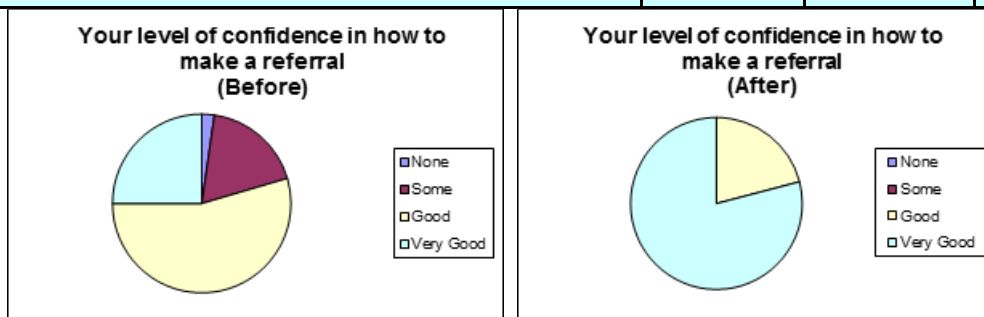 Your level of confidence in how to
make a referral
(Before)
None
Some
Good
Very Good
Your level of confidence in how to
make a referral
(After)
None
Some
Good
Very Good